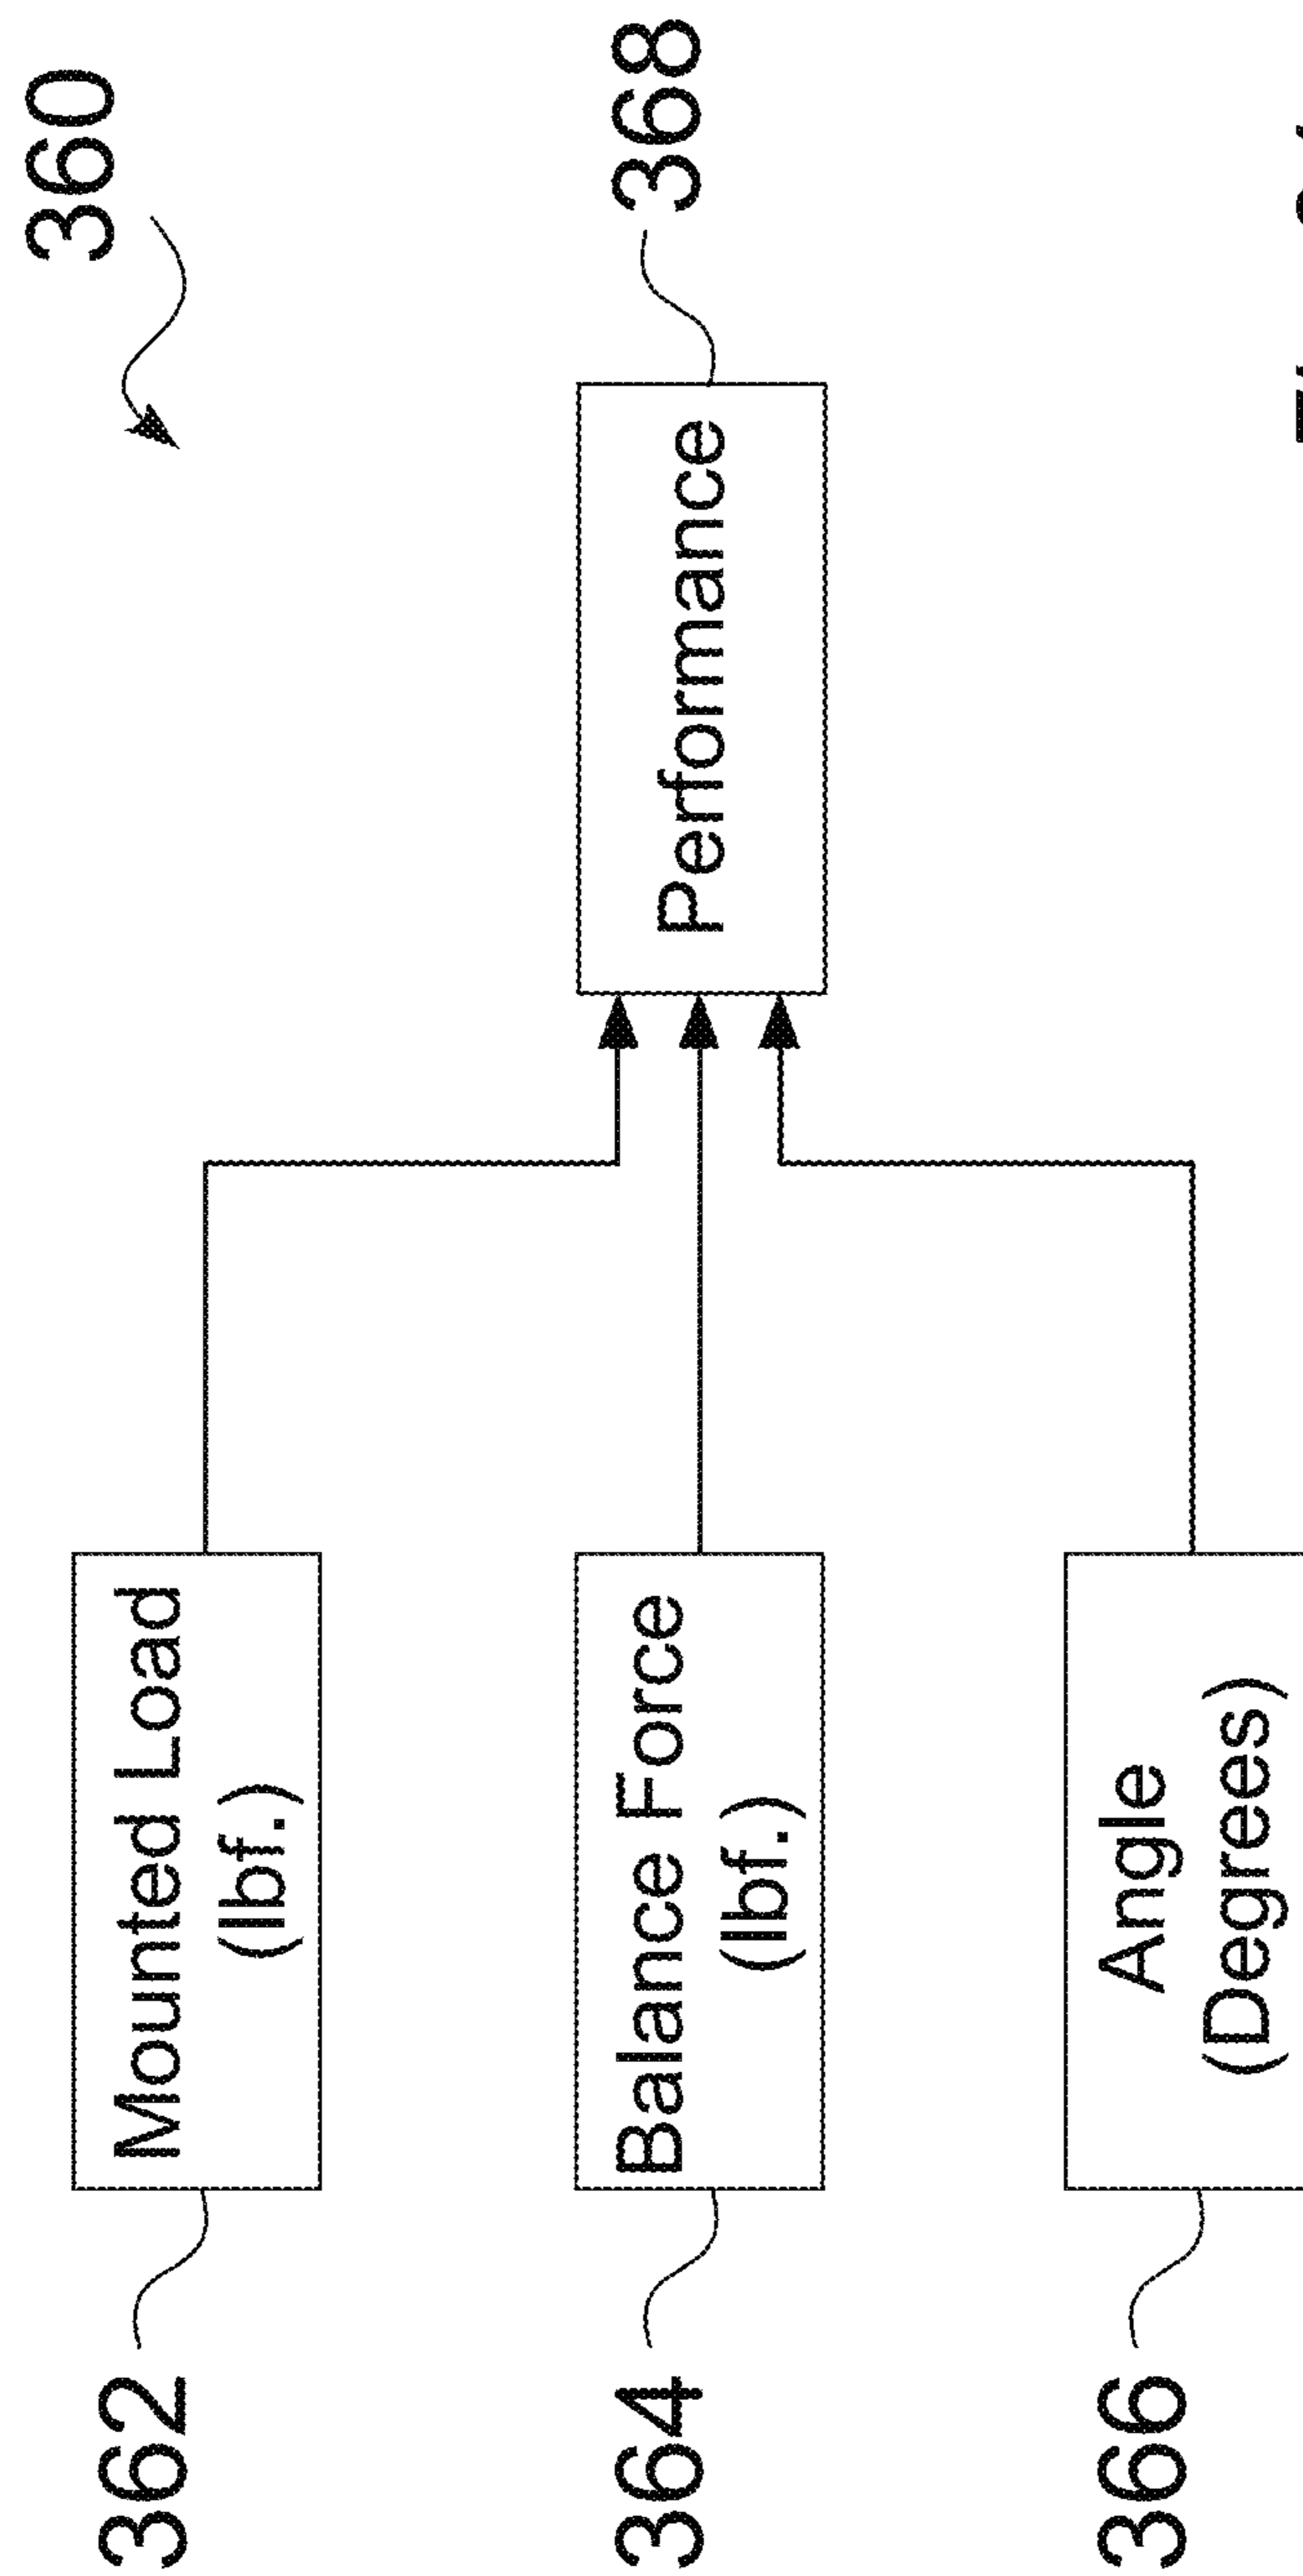 360
362
Mounted Load
(lbf.)
364
Balance Force
(lbf.)
Performance
368
366
Angle
(Degrees)